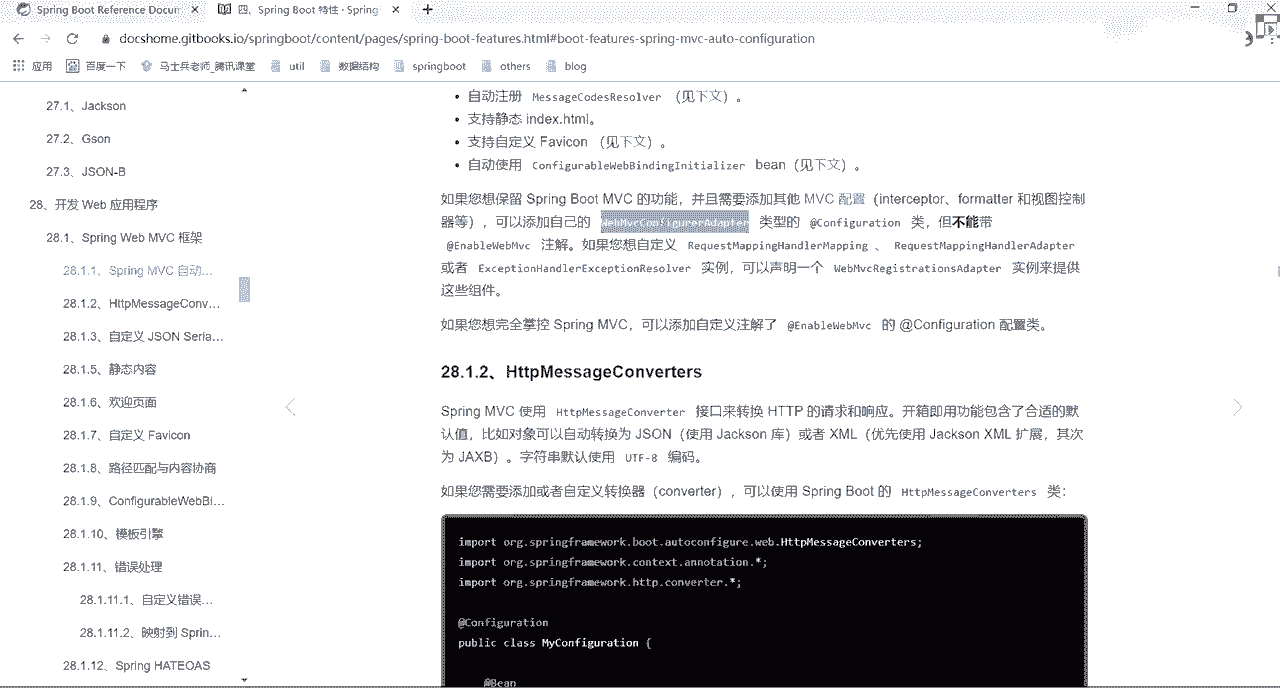 Spring Boot Reference Docum
四、Spring Boot 特性 · Spring
docshome.gitbooks.io/springboot/content/pages/spring-boot-features.html#boot-features-spring-mvc-auto-configuration
应用 百度一下 马士兵老师_腾讯课堂 util 数据结构 springboot others blog
27.1、Jackson
27.2、Gson
27.3、JSON-B
28、开发 Web 应用程序
28.1、Spring Web MVC 框架
28.1.1、Spring MVC 自动...
28.1.2、HttpMessageConv...
28.1.3、自定义 JSON Seria...
28.1.5、静态内容
28.1.6、欢迎页面
28.1.7、自定义 Favicon
28.1.8、路径匹配与内容协商
28.1.9、ConfigurableWebBi...
28.1.10、模板引擎
28.1.11、错误处理
28.1.11.1、自定义错误...
28.1.11.2、映射到 Sprin...
28.1.12、Spring HATEOAS
• 自动注册 MessageCodesResolver （见下文）。
• 支持静态 index.html。
• 支持自定义 Favicon （见下文）。
• 自动使用 ConfigurableWebBindingInitializer bean（见下文）。
如果您想保留 Spring Boot MVC 的功能，并且需要添加其他 MVC 配置（interceptor、formatter 和视图控制
器等），可以添加自己的 WebMvcConfigurerAdapter 类型的 @Configuration 类，但不能带
@EnableWebMvc 注解。如果您想自定义 RequestMappingHandlerMapping 、 RequestMappingHandlerAdapter
或者 ExceptionHandlerExceptionResolver 实例，可以声明一个 WebMvcRegistrationsAdapter 实例来提供
这些组件。
如果您想完全掌控 Spring MVC，可以添加自定义注解了 @EnableWebMvc 的 @Configuration 配置类。
28.1.2、HttpMessageConverters
Spring MVC 使用 HttpMessageConverter 接口来转换 HTTP 的请求和响应。开箱即用功能包含了合适的默
认值，比如对象可以自动转换为 JSON（使用 Jackson 库）或者 XML（优先使用 Jackson XML 扩展，其次
为 JAXB）。字符串默认使用 UTF-8 编码。
如果您需要添加或者自定义转换器（converter），可以使用 Spring Boot 的 HttpMessageConverters 类：
import org.springframework.boot.autoconfigure.web.HttpMessageConverters;
import org.springframework.context.annotation.*;
import org.springframework.http.converter.*;
@Configuration
public class MyConfiguration {
@Bean